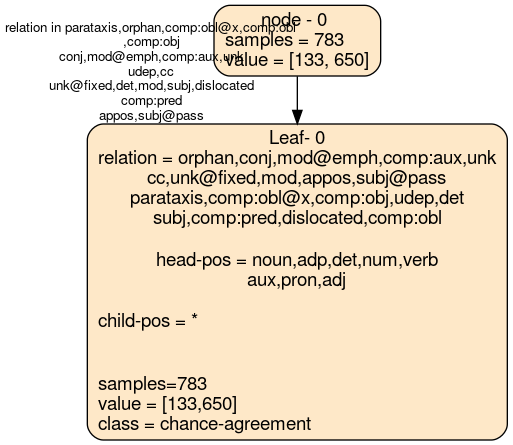 relation in parataxis,orphan,comp:obl@x,comp:obl
,comp:obj
conj,mod@emph,comp:aux,unk
udep,cc
unk@fixed,det,mod,subj,dislocated
comp:pred
appos,subj@pass
node - 0
samples = 783
value = [133, 650]
Leaf- 0
relation = orphan,conj,mod@emph,comp:aux,unk
cc,unk@fixed,mod,appos,subj@pass
parataxis,comp:obl@x,comp:obj,udep,det
subj,comp:pred,dislocated,comp:obl
head-pos = noun,adp,det,num,verb
aux,pron,adj
child-pos = *
samples=783
value = [133,650]
class = chance-agreement